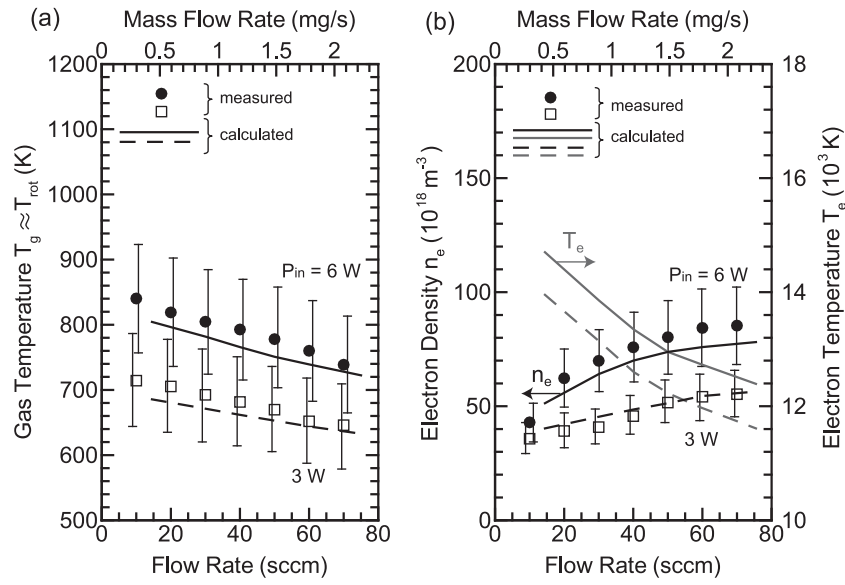 (a)
Mass Flow Rate (mg/s)
0 0.5 1 1.5 2
1200
1100
1000
900
800
700
600
500
Gas Temperature T_g ≈ T_rot (K)
measured
calculated
P_in = 6 W
3 W
0 20 40 60 80
Flow Rate (sccm)
(b)
Mass Flow Rate (mg/s)
0 0.5 1 1.5 2
200
150
100
50
0
Electron Density n_e (10^18 m^-3)
measured
calculated
T_e
P_in = 6 W
n_e
3 W
18
16
14
12
10
Electron Temperature T_e (10^3 K)
0 20 40 60 80
Flow Rate (sccm)